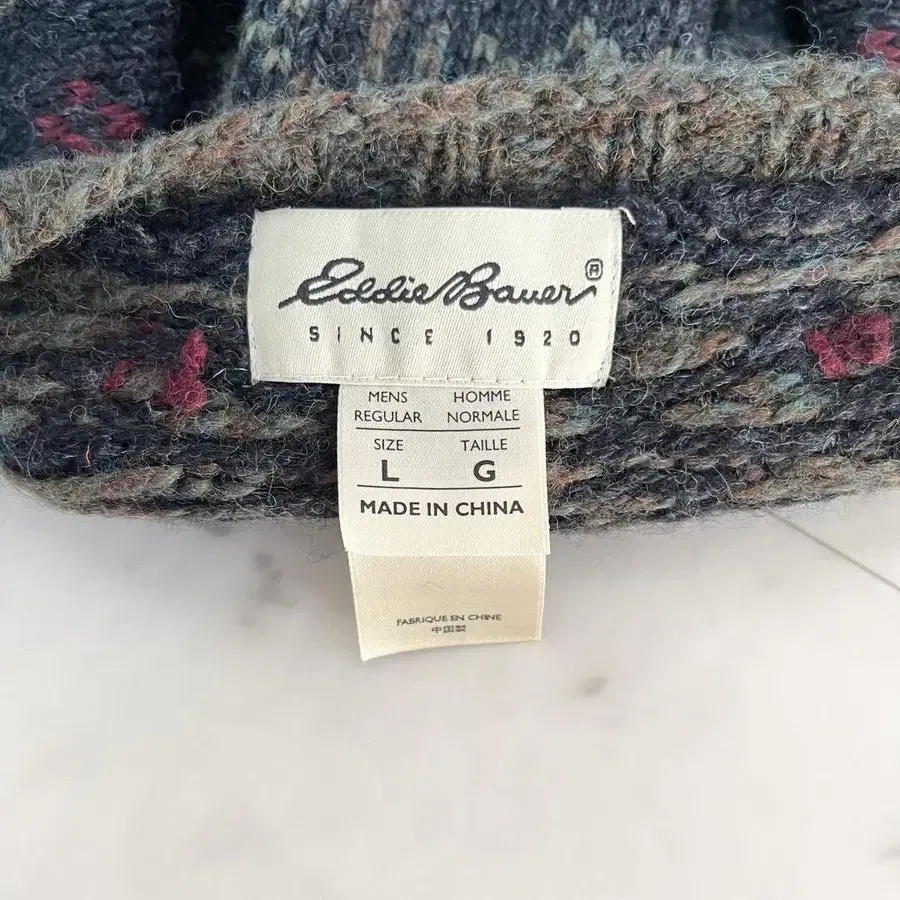 Eddie Bauer®
SINCE 1920
MENS HOMME
REGULAR NORMALE
SIZE TAILLE
L G
MADE IN CHINA
FABRIQUE EN CHINE
中国製